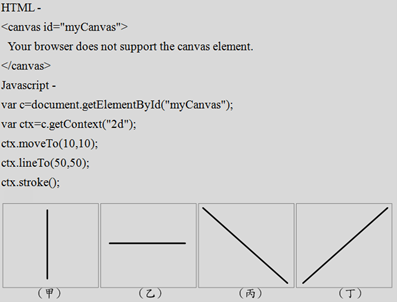 HTML -
<canvas id="myCanvas">
Your browser does not support the canvas element.
</canvas>
Javascript -
var c=document.getElementById("myCanvas");
var ctx=c.getContext("2d");
ctx.moveTo(10,10);
ctx.lineTo(50,50);
ctx.stroke();
（甲） （乙） （丙） （丁）